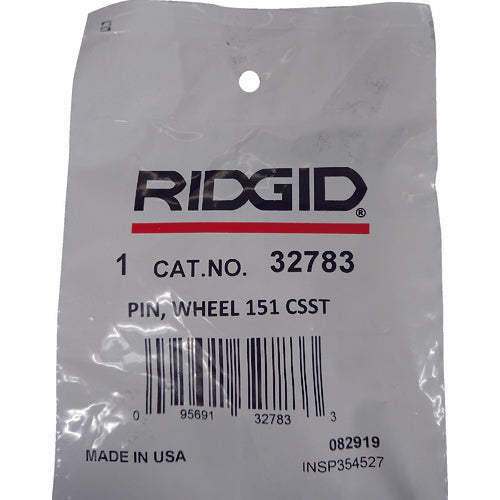 RIDGID®
1 CAT.NO. 32783
PIN, WHEEL 151 CSST
0 95691 32783 3
082919
MADE IN USA
INSP354527